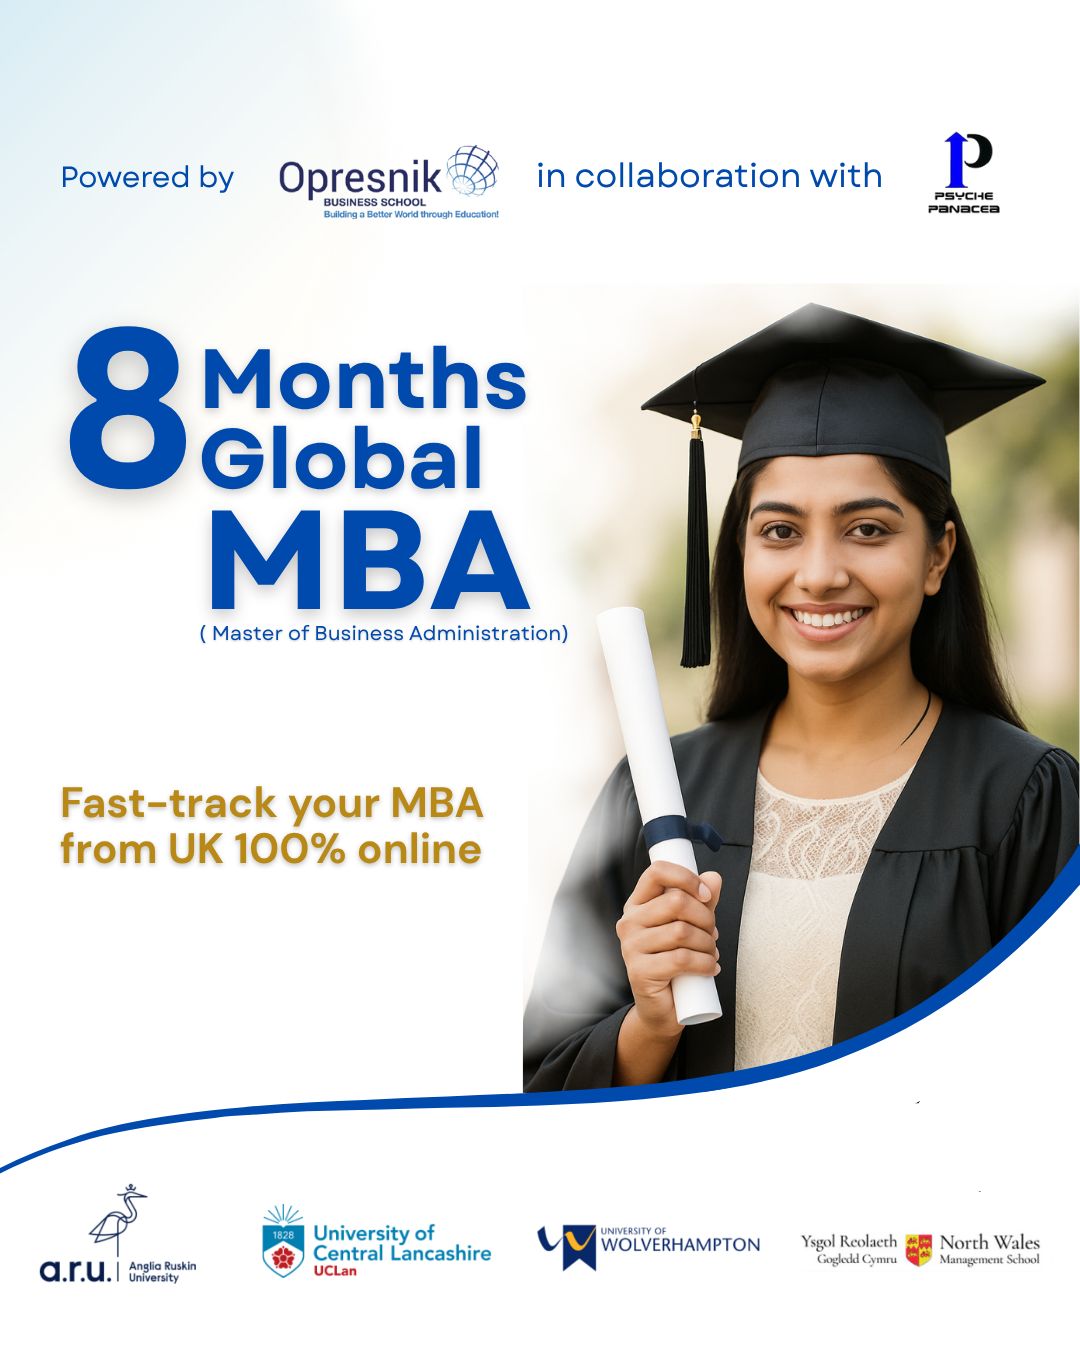 Powered by
Opresnik
BUSINESS SCHOOL
Building a Better World through Education!
in collaboration with
P
PSYCHE
PANACEA
8 Months
Global
MBA
( Master of Business Administration)
Fast-track your MBA
from UK 100% online
a.r.u.
Anglia Ruskin
University
1828
University of
Central Lancashire
UCLan
UNIVERSITY OF
WOLVERHAMPTON
Ysgol Reolaeth
Gogledd Cymru
North Wales
Management School